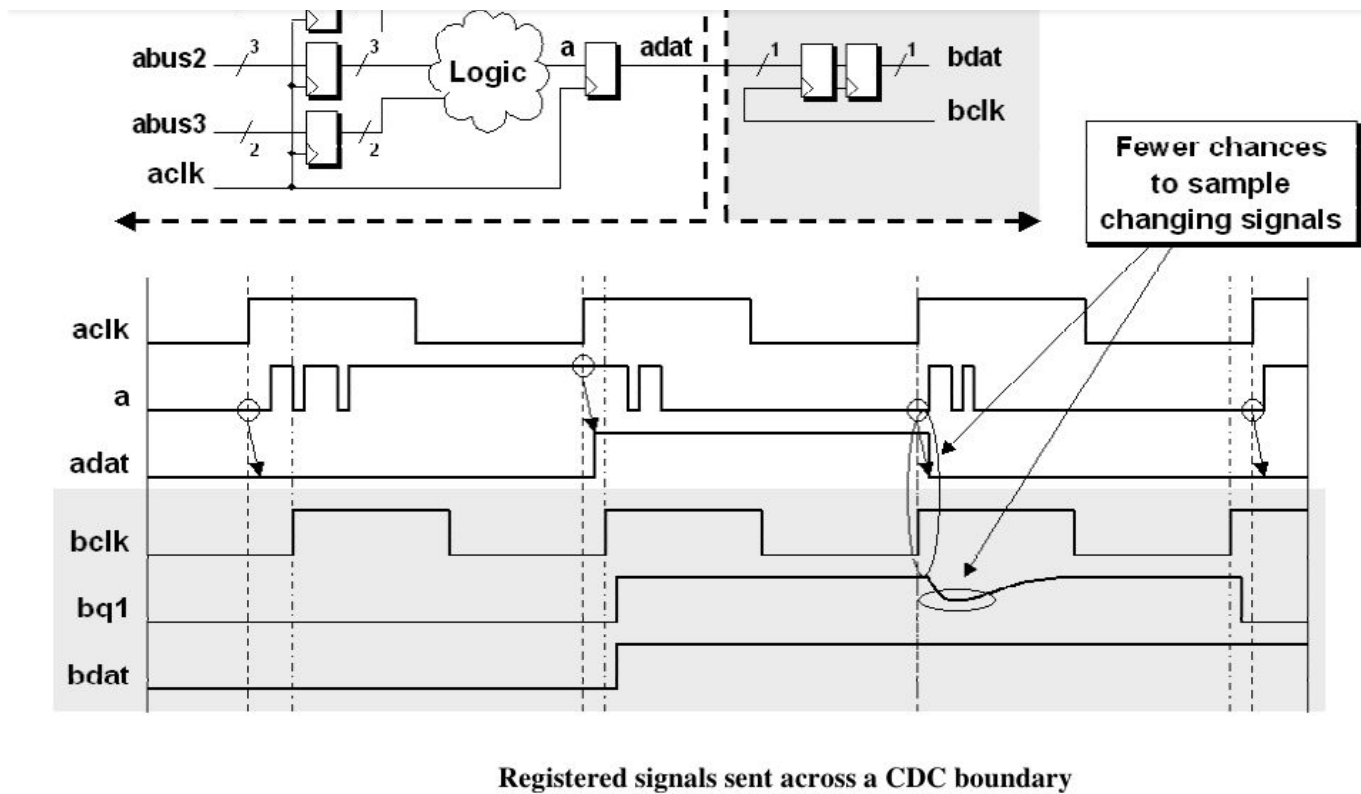 abus2
3
3
Logic
a
adat
1
1
bdat
bclk
abus3
2
2
aclk
Fewer chances
to sample
changing signals
aclk
a
adat
bclk
bq1
bdat
Registered signals sent across a CDC boundary